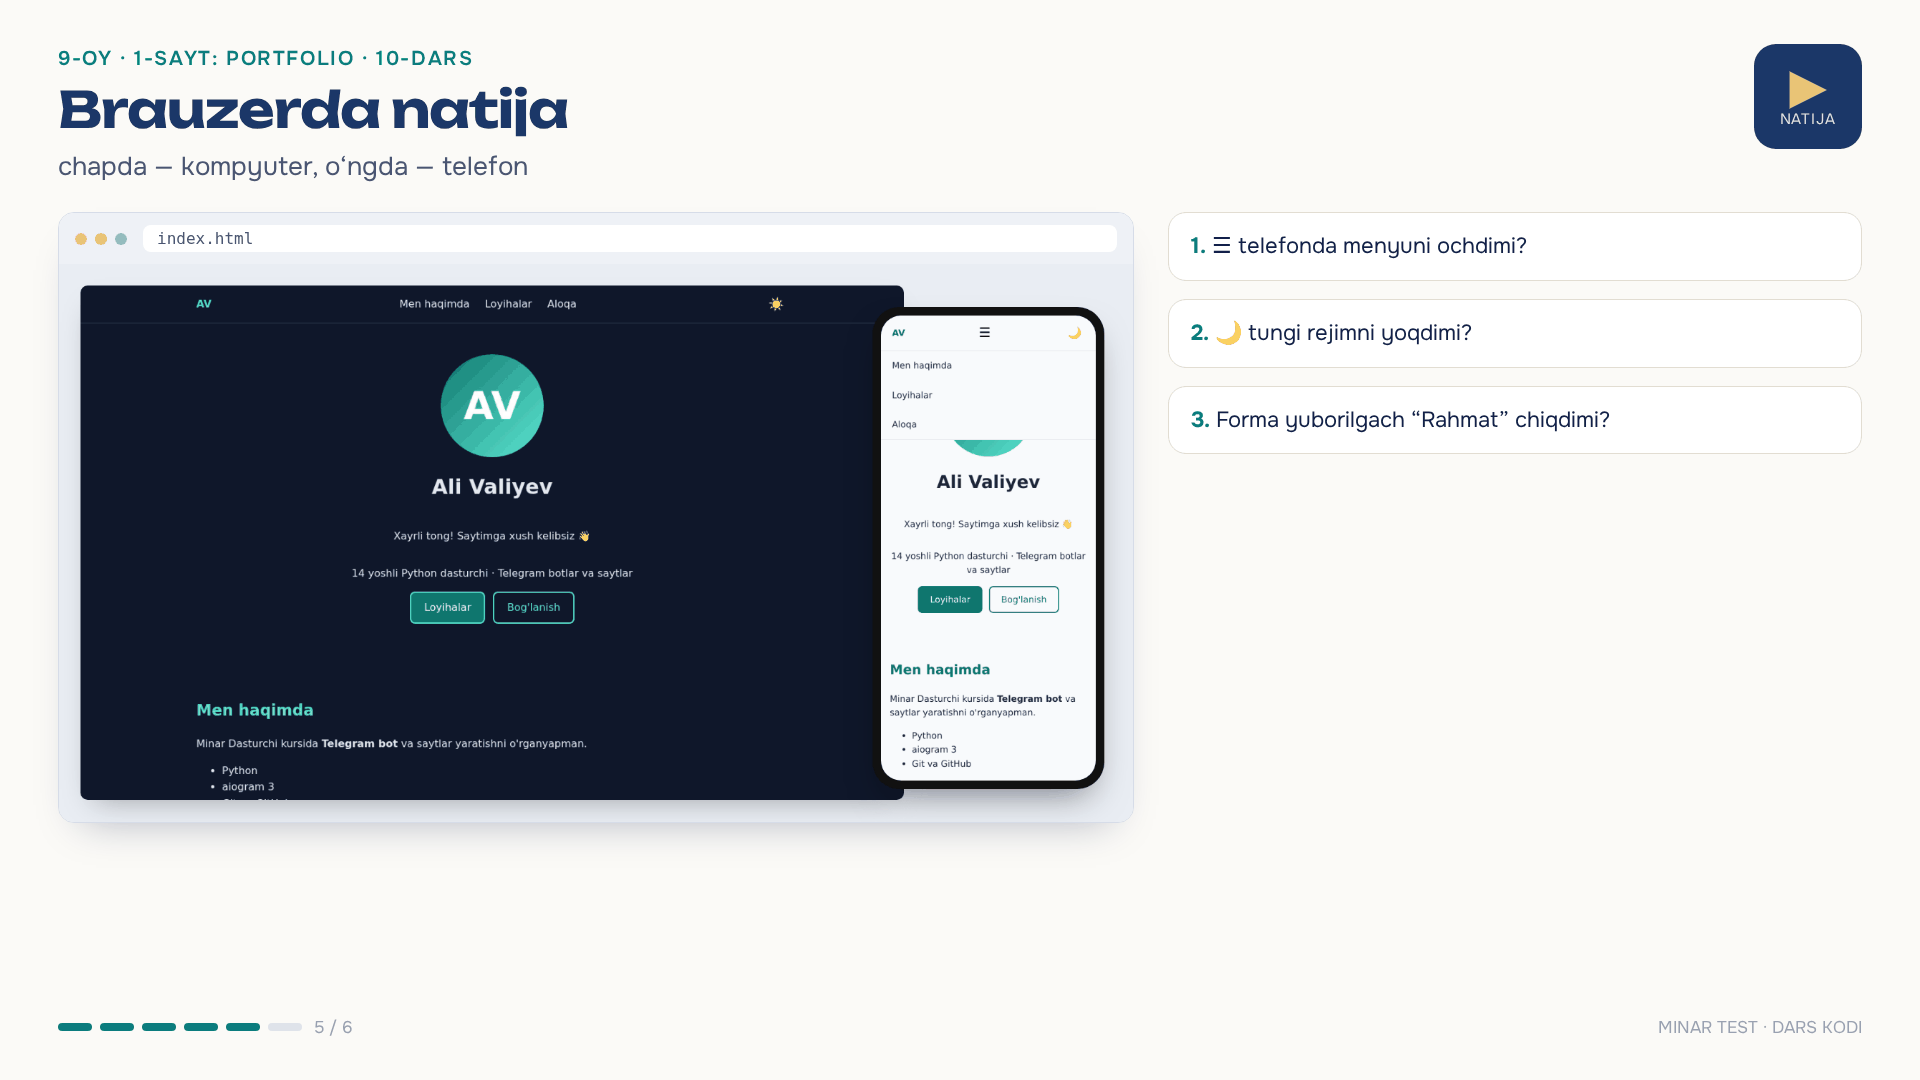 9-OY · 1-SAYT: PORTFOLIO · 10-DARS
Brauzerda natija
chapda — kompyuter, o‘ngda — telefon
NATIJA
index.html
AV
Men haqimda Loyihalar Aloqa
AV
Ali Valiyev
Xayrli tong! Saytimga xush kelibsiz 👋
14 yoshli Python dasturchi · Telegram botlar va saytlar
Loyihalar
Bog'lanish
Men haqimda
Minar Dasturchi kursida Telegram bot va saytlar yaratishni o'rganyapman.
• Python
• aiogram 3
AV ☰ 🌙
Men haqimda
Loyihalar
Aloqa
Ali Valiyev
Xayrli tong! Saytimga xush kelibsiz 👋
14 yoshli Python dasturchi · Telegram botlar
va saytlar
Loyihalar
Bog'lanish
Men haqimda
Minar Dasturchi kursida Telegram bot va
saytlar yaratishni o'rganyapman.
• Python
• aiogram 3
• Git va GitHub
1. ☰ telefonda menyuni ochdimi?
2. 🌙 tungi rejimni yoqdimi?
3. Forma yuborilgach “Rahmat” chiqdimi?
5 / 6
MINAR TEST · DARS KODI